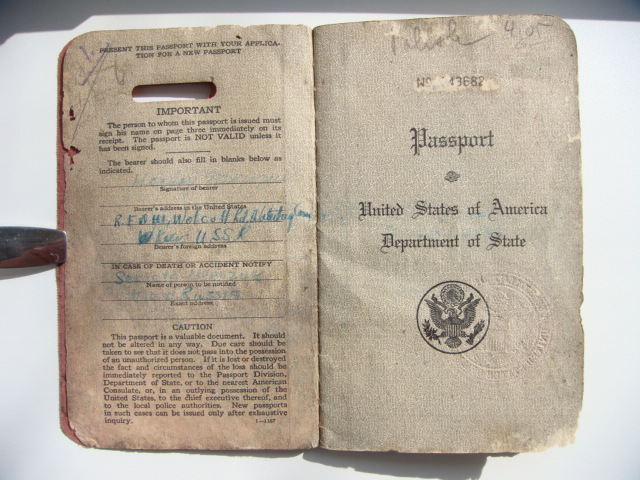 PRESENT THIS PASSPORT WITH YOUR APPLICA-
TION FOR A NEW PASSPORT
IMPORTANT
The person to whom this passport is issued must
sign his name on page three immediately on its
receipt. The passport is NOT VALID unless it
has been signed.
The bearer should also fill in blanks below as
indicated.
Signature of bearer
Bearer's address in the United States
R.F.D. #1, Wolcott Rd,
USSR
Bearer's foreign address
IN CASE OF DEATH OR ACCIDENT NOTIFY
Name of person to be notified
Russia
Exact address
CAUTION
This passport is a valuable document. It should
not be altered in any way. Due care should be
taken to see that it does not pass into the possession
of an unauthorized person. If it is lost or destroyed
the fact and circumstances of the loss should be
immediately reported to the Passport Division,
Department of State, or to the nearest American
Consulate, or, in an outlying possession of the
United States, to the chief executive thereof, and
to the local police authorities. New passports
in such cases can be issued only after exhaustive
inquiry.
1—1167
No. 13682
Passport
United States of America
Department of State